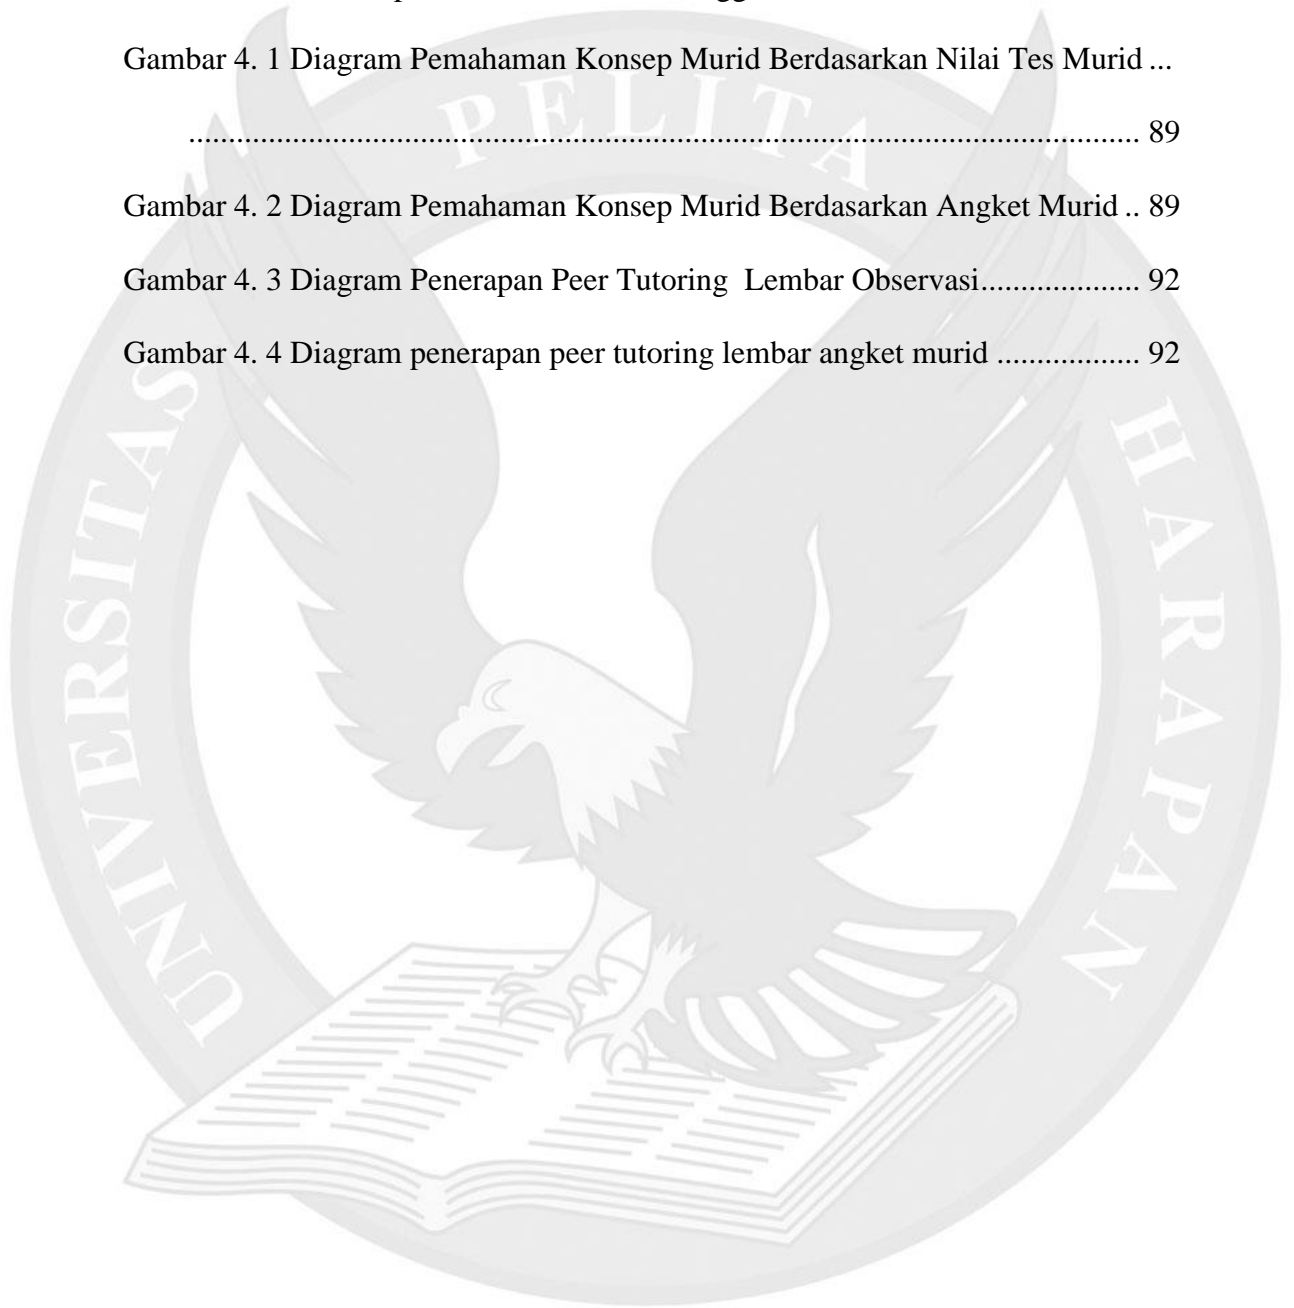 Gambar 4. 1 Diagram Pemahaman Konsep Murid Berdasarkan Nilai Tes Murid ...
........................................................................................................................ 89
Gambar 4. 2 Diagram Pemahaman Konsep Murid Berdasarkan Angket Murid .. 89
Gambar 4. 3 Diagram Penerapan Peer Tutoring  Lembar Observasi.................... 92
Gambar 4. 4 Diagram penerapan peer tutoring lembar angket murid .................. 92
UNIVERSITAS PELITA HARAPAN